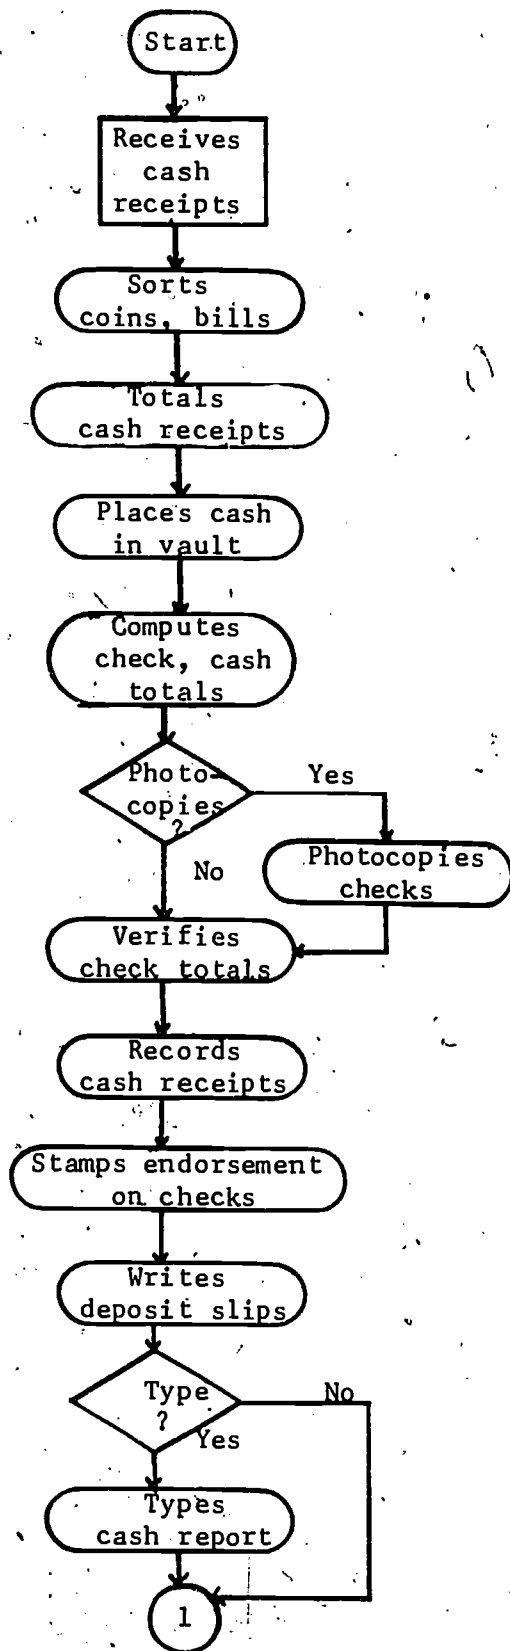 Start
Receives
cash
receipts
Sorts
coins, bills
Totals
cash receipts
Places cash
in vault
Computes
check, cash
totals
Photo-
copies
?
Yes
No
Photocopies
checks
Verifies
check totals
Records
cash receipts
Stamps endorsement
on checks
Writes
deposit slips
Type
?
No
Yes
Types
cash report
1